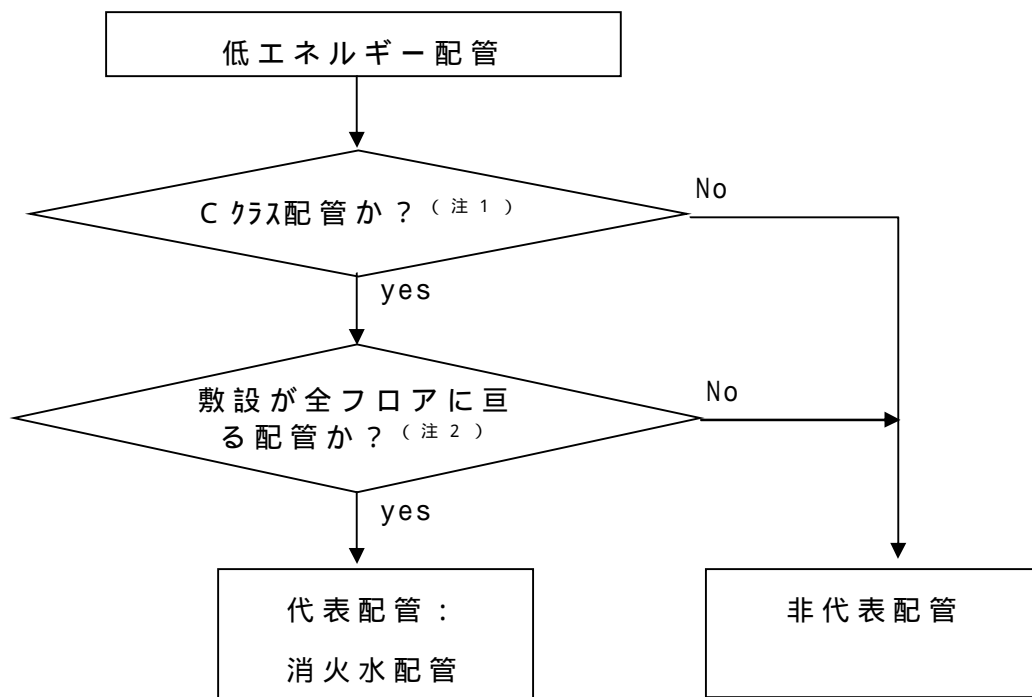 低エネルギー配管
Cクラス配管か？（注１）
No
yes
敷設が全フロアに亘
る配管か？（注２）
No
yes
代表配管：
消火水配管
非代表配管